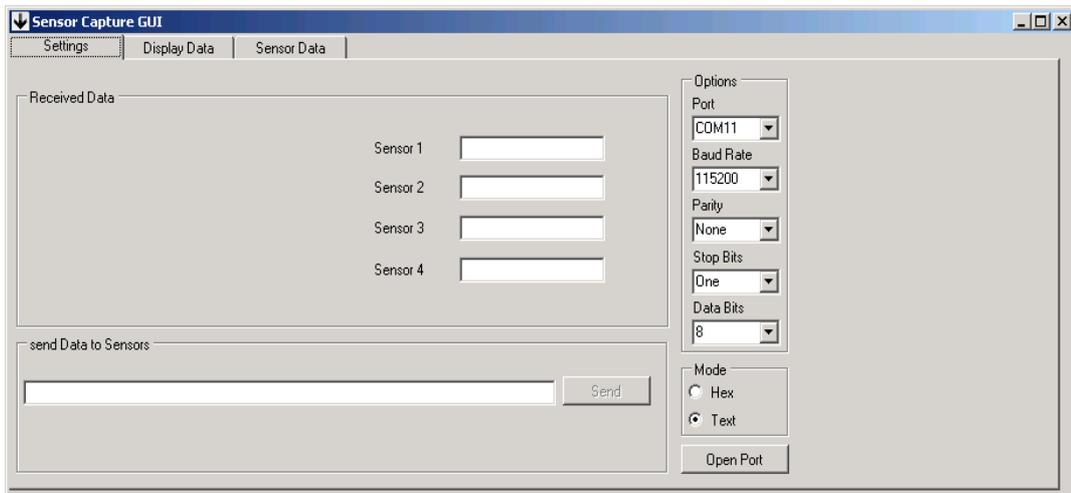 Sensor Capture GUI
Settings
Display Data
Sensor Data
Received Data
Sensor 1
Sensor 2
Sensor 3
Sensor 4
send Data to Sensors
Send
Options
Port
COM11
Baud Rate
115200
Parity
None
Stop Bits
One
Data Bits
8
Mode
Hex
Text
Open Port